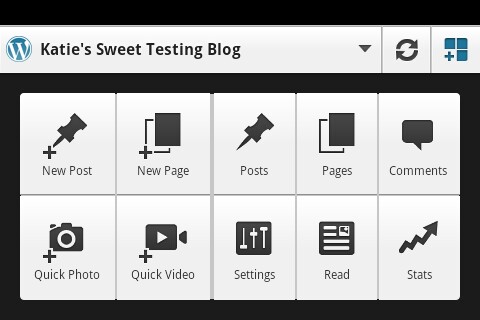 Katie's Sweet Testing Blog
New Post
New Page
Posts
Pages
Comments
Quick Photo
Quick Video
Settings
Read
Stats